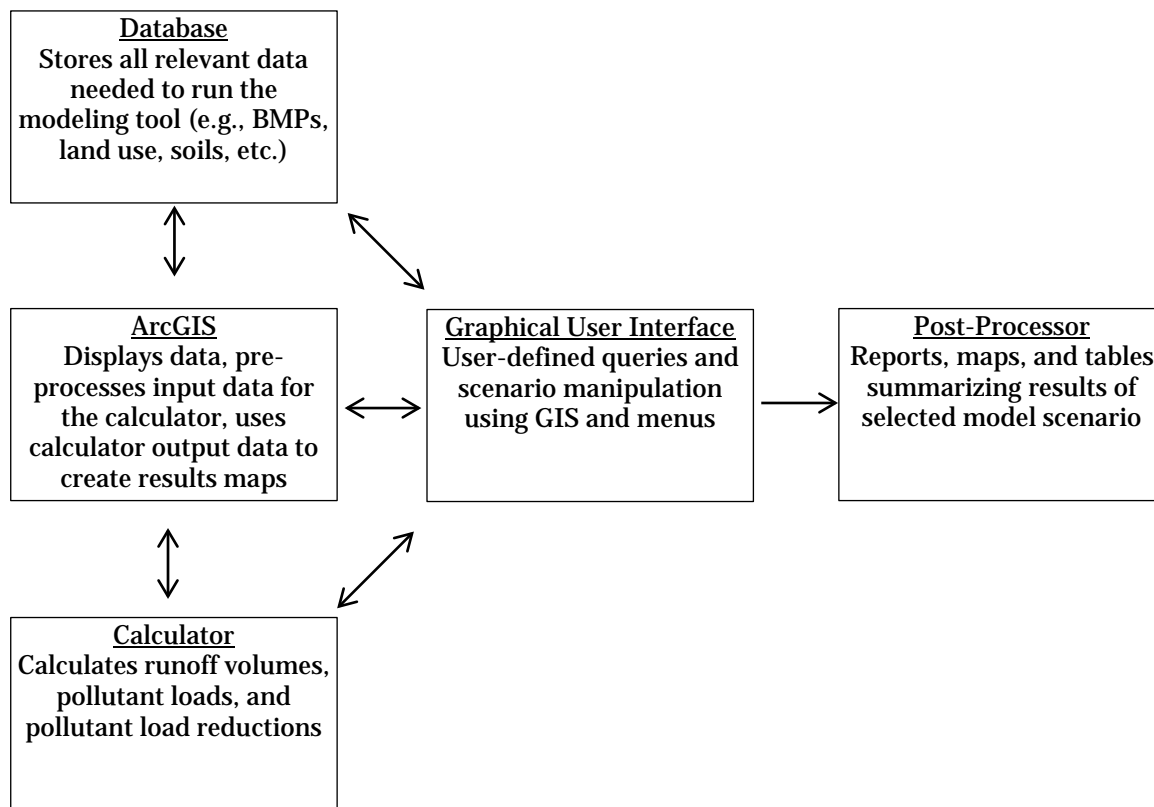 Database
Stores all relevant data
needed to run the
modeling tool (e.g., BMPs,
land use, soils, etc.)
ArcGIS
Displays data, pre-
processes input data for
the calculator, uses
calculator output data to
create results maps
Graphical User Interface
User-defined queries and
scenario manipulation
using GIS and menus
Post-Processor
Reports, maps, and tables
summarizing results of
selected model scenario
Calculator
Calculates runoff volumes,
pollutant loads, and
pollutant load reductions